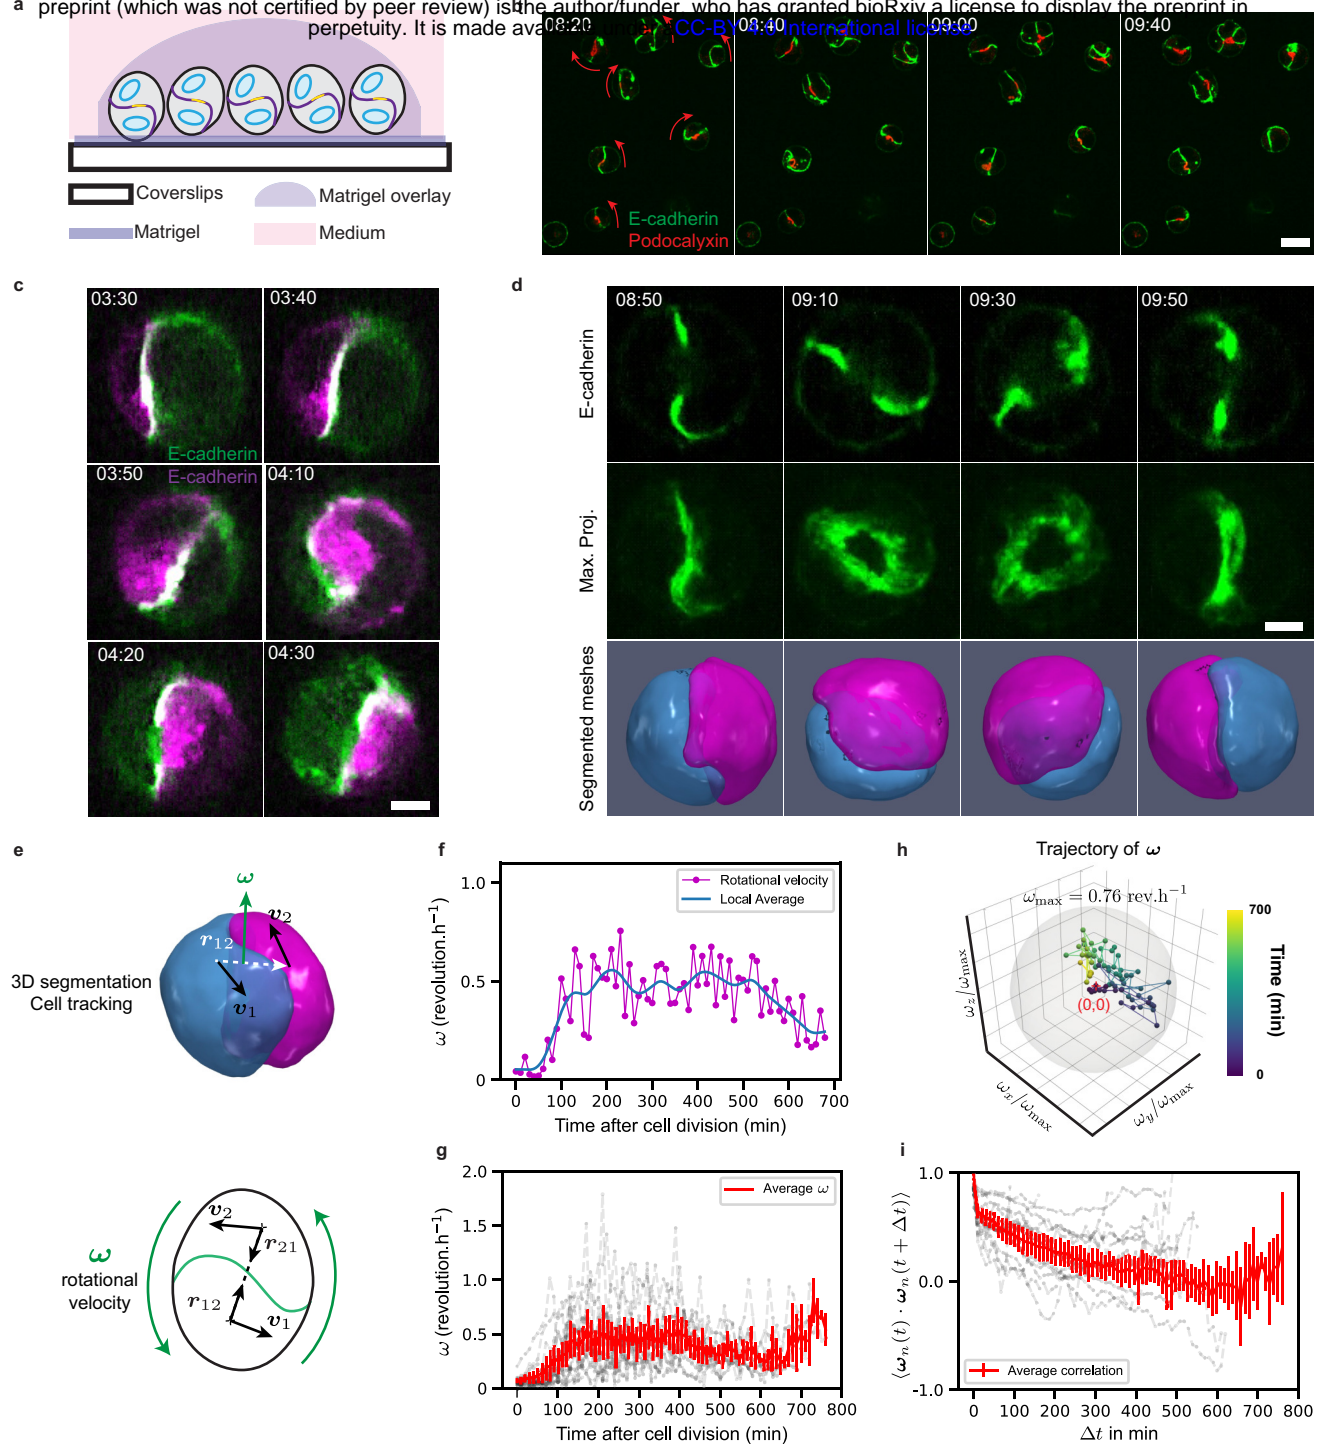 preprint (which was not certified by peer review) is the author/funder, who has granted bioRxiv a license to display the preprint in
perpetuity. It is made available under a CC-BY 4.0 International license
a
Coverslips
Matrigel overlay
Matrigel
Medium
b
08:20
08:40
09:00
09:40
E-cadherin
Podocalyxin
c
03:30
03:40
E-cadherin
E-cadherin
03:50
04:10
04:20
04:30
d
08:50
09:10
09:30
09:50
E-cadherin
Max. Proj.
Segmented meshes
e
3D segmentation
Cell tracking
ω
v₂
r₁₂
v₁
ω
rotational
velocity
v₂
r₂₁
r₁₂
v₁
f
Rotational velocity
Local Average
1.0
0.5
0
ω (revolution.h⁻¹)
0 100 200 300 400 500 600 700
Time after cell division (min)
g
Average ω
2.0
1.5
1.0
0.5
0
ω (revolution.h⁻¹)
0 100 200 300 400 500 600 700 800
Time after cell division (min)
h
Trajectory of ω
ω_max = 0.76 rev.h⁻¹
(0,0)
ω_z/ω_max
ω_x/ω_max
ω_y/ω_max
700
0
Time (min)
i
1.0
0.0
-1.0
⟨ω_n(t) · ω_n(t + Δt)⟩
Average correlation
0 100 200 300 400 500 600 700 800
Δt in min